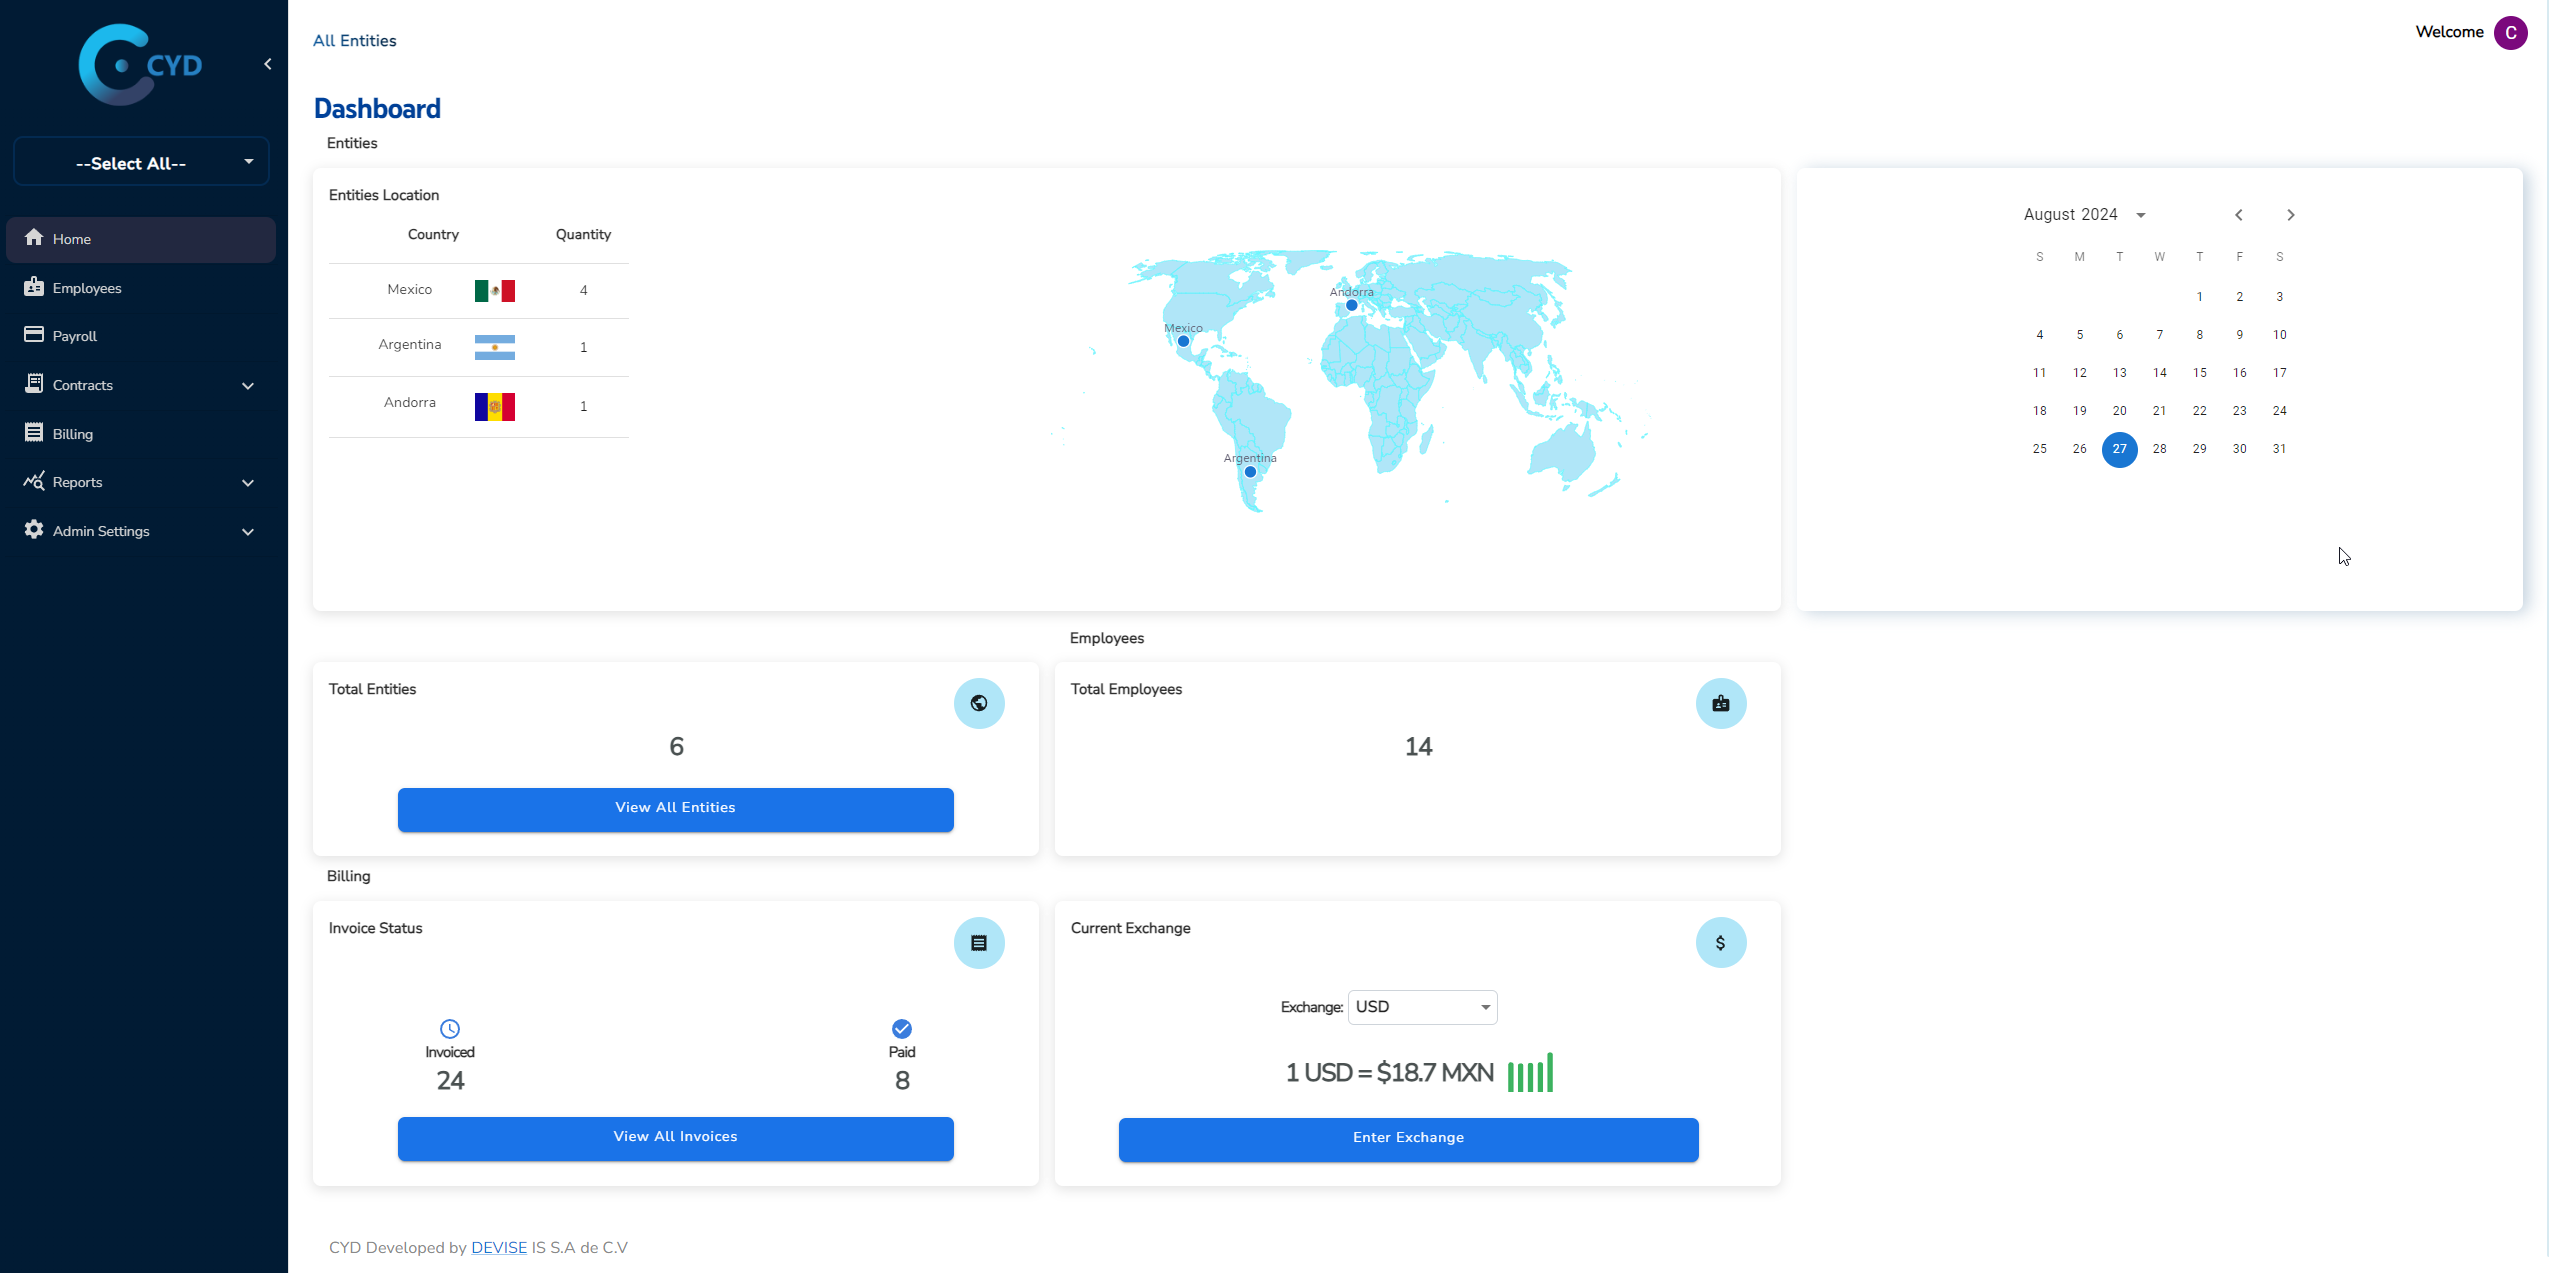 CYD
--Select All--
Home
Employees
Payroll
Contracts
Billing
Reports
Admin Settings
All Entities
Welcome C
Dashboard
Entities
Entities Location
Country Quantity
Mexico 4
Argentina 1
Andorra 1
Andorra
Mexico
Argentina
August 2024
S M T W T F S
1 2 3
4 5 6 7 8 9 10
11 12 13 14 15 16 17
18 19 20 21 22 23 24
25 26 27 28 29 30 31
Employees
Total Entities
6
View All Entities
Total Employees
14
Billing
Invoice Status
Invoiced
24
Paid
8
View All Invoices
Current Exchange
$
Exchange: USD
1 USD = $18.7 MXN
Enter Exchange
CYD Developed by DEVISE IS S.A de C.V